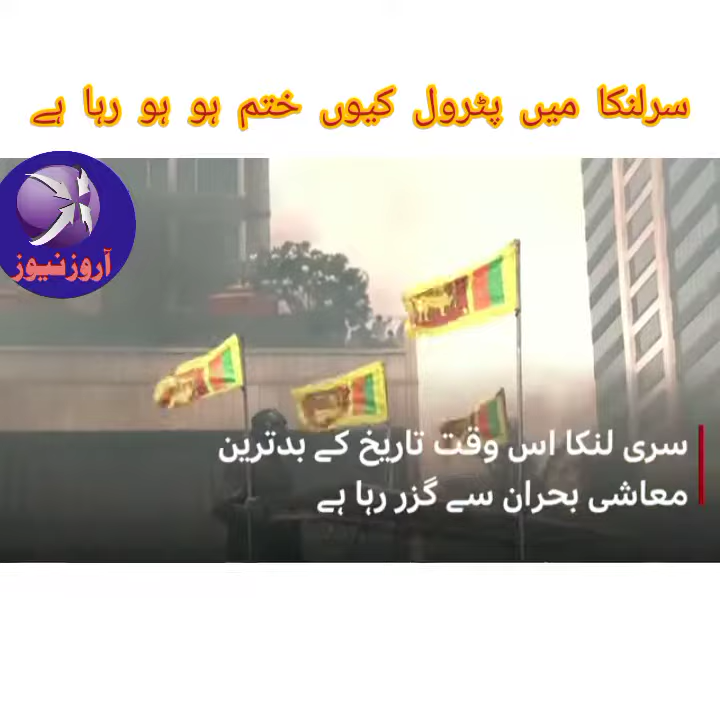 سرلنکا میں پٹرول کیوں ختم ہو ہو رہا ہے
آروزنیوز
سری لنکا اس وقت تاریخ کے بدترین
معاشی بحران سے گزر رہا ہے